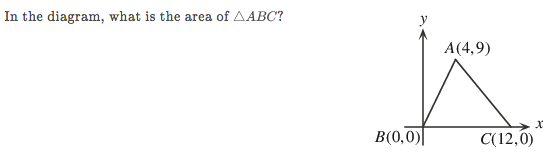 In the diagram, what is the area of △ABC?
y
A(4,9)
x
B(0,0)
C(12,0)